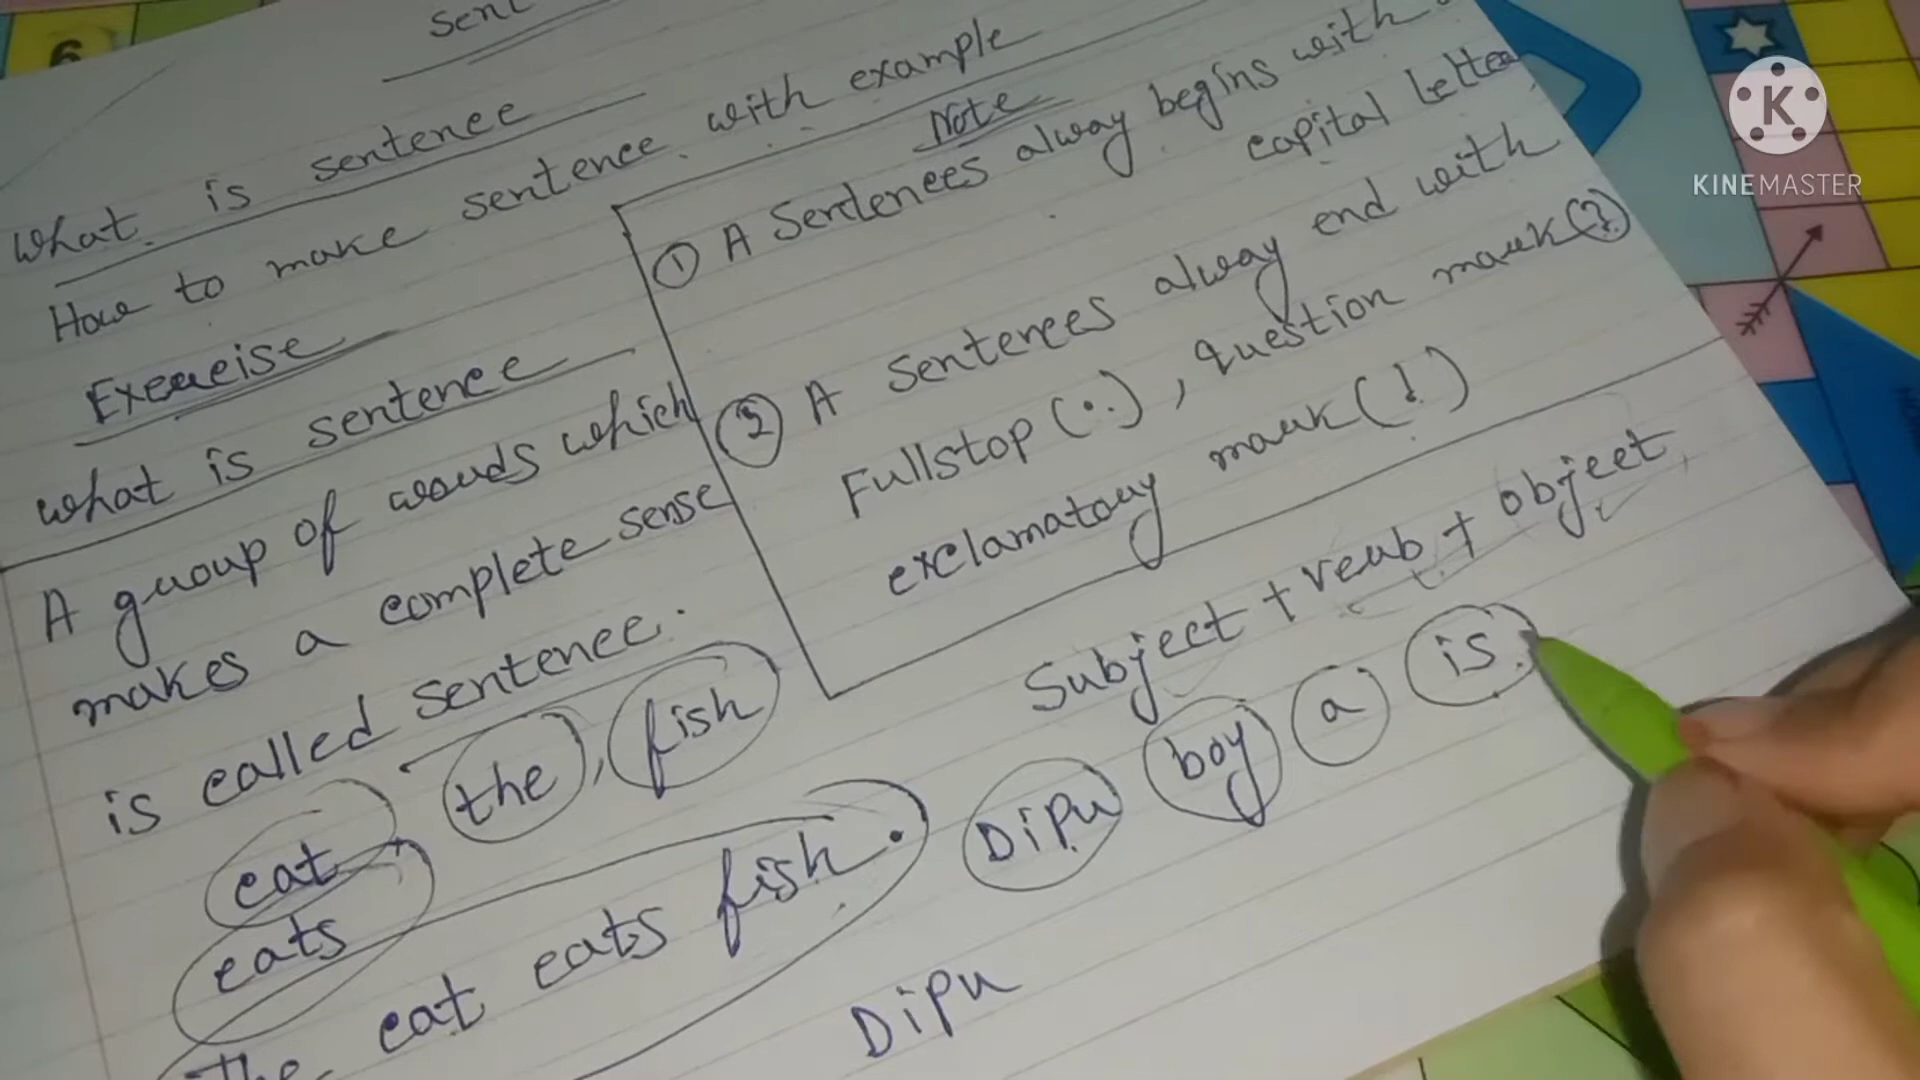 6
Sent
What is sentence
How to make sentence with example
Exercise
what is sentence
A group of words which
makes a complete sense
is called sentence.
Note
① A Sentences alway begins with
capital letter
② A sentences alway end with
Fullstop (.), question mark (?)
exclamatory mark (!)
Subject + verb + object
cat the, fish
eats
The cat eats fish.
Dipu boy a is
Dipu
K
KINEMASTER